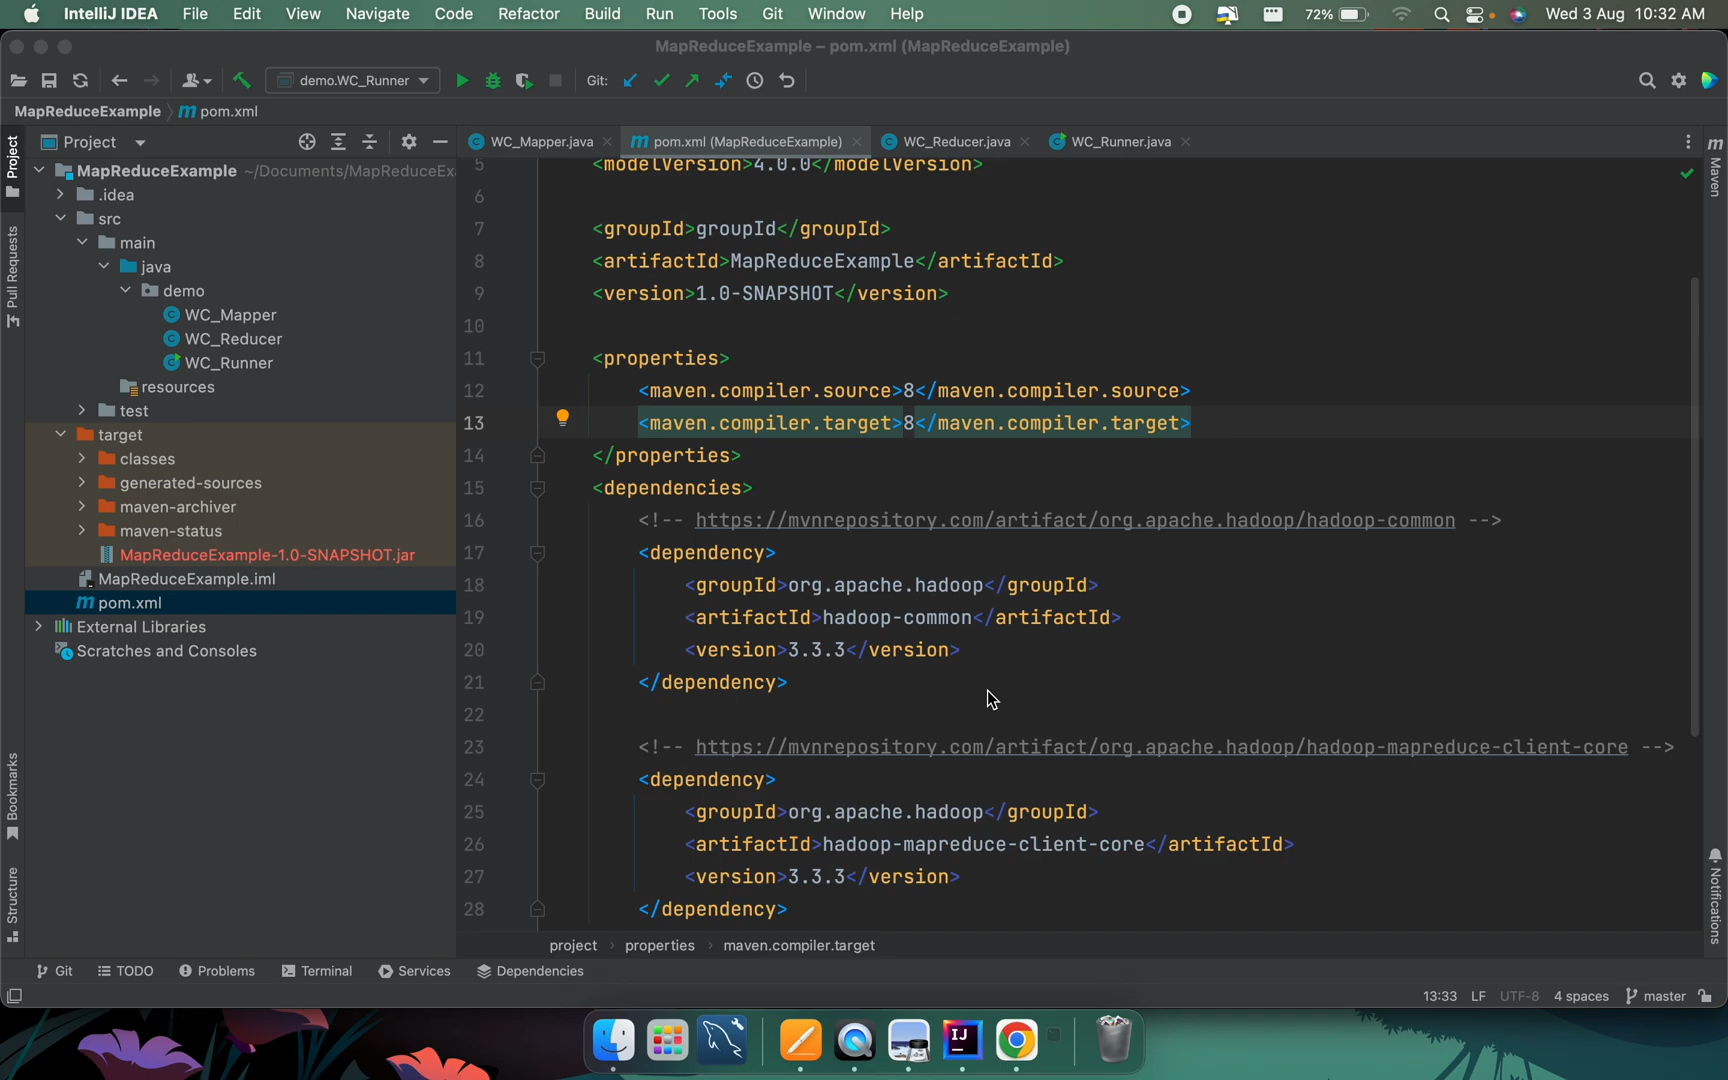 IntelliJ IDEA File Edit View Navigate Code Refactor Build Run Tools Git Window Help 72% Wed 3 Aug 10:32 AM
MapReduceExample – pom.xml (MapReduceExample)
demo.WC_Runner Git:
MapReduceExample pom.xml
Project
WC_Mapper.java pom.xml (MapReduceExample) WC_Reducer.java WC_Runner.java
MapReduceExample ~/Documents/MapReduceEx
.idea
src
main
java
demo
WC_Mapper
WC_Reducer
WC_Runner
resources
test
target
classes
generated-sources
maven-archiver
maven-status
MapReduceExample-1.0-SNAPSHOT.jar
MapReduceExample.iml
pom.xml
External Libraries
Scratches and Consoles
Project
Pull Requests
Bookmarks
Structure
5 <modelVersion>4.0.0</modelVersion>
6
7 <groupId>groupId</groupId>
8 <artifactId>MapReduceExample</artifactId>
9 <version>1.0-SNAPSHOT</version>
10
11 <properties>
12 <maven.compiler.source>8</maven.compiler.source>
13 <maven.compiler.target>8</maven.compiler.target>
14 </properties>
15 <dependencies>
16 <!-- https://mvnrepository.com/artifact/org.apache.hadoop/hadoop-common -->
17 <dependency>
18 <groupId>org.apache.hadoop</groupId>
19 <artifactId>hadoop-common</artifactId>
20 <version>3.3.3</version>
21 </dependency>
22
23 <!-- https://mvnrepository.com/artifact/org.apache.hadoop/hadoop-mapreduce-client-core -->
24 <dependency>
25 <groupId>org.apache.hadoop</groupId>
26 <artifactId>hadoop-mapreduce-client-core</artifactId>
27 <version>3.3.3</version>
28 </dependency>
Maven
Notifications
project properties maven.compiler.target
Git TODO Problems Terminal Services Dependencies
13:33 LF UTF-8 4 spaces master
IJ